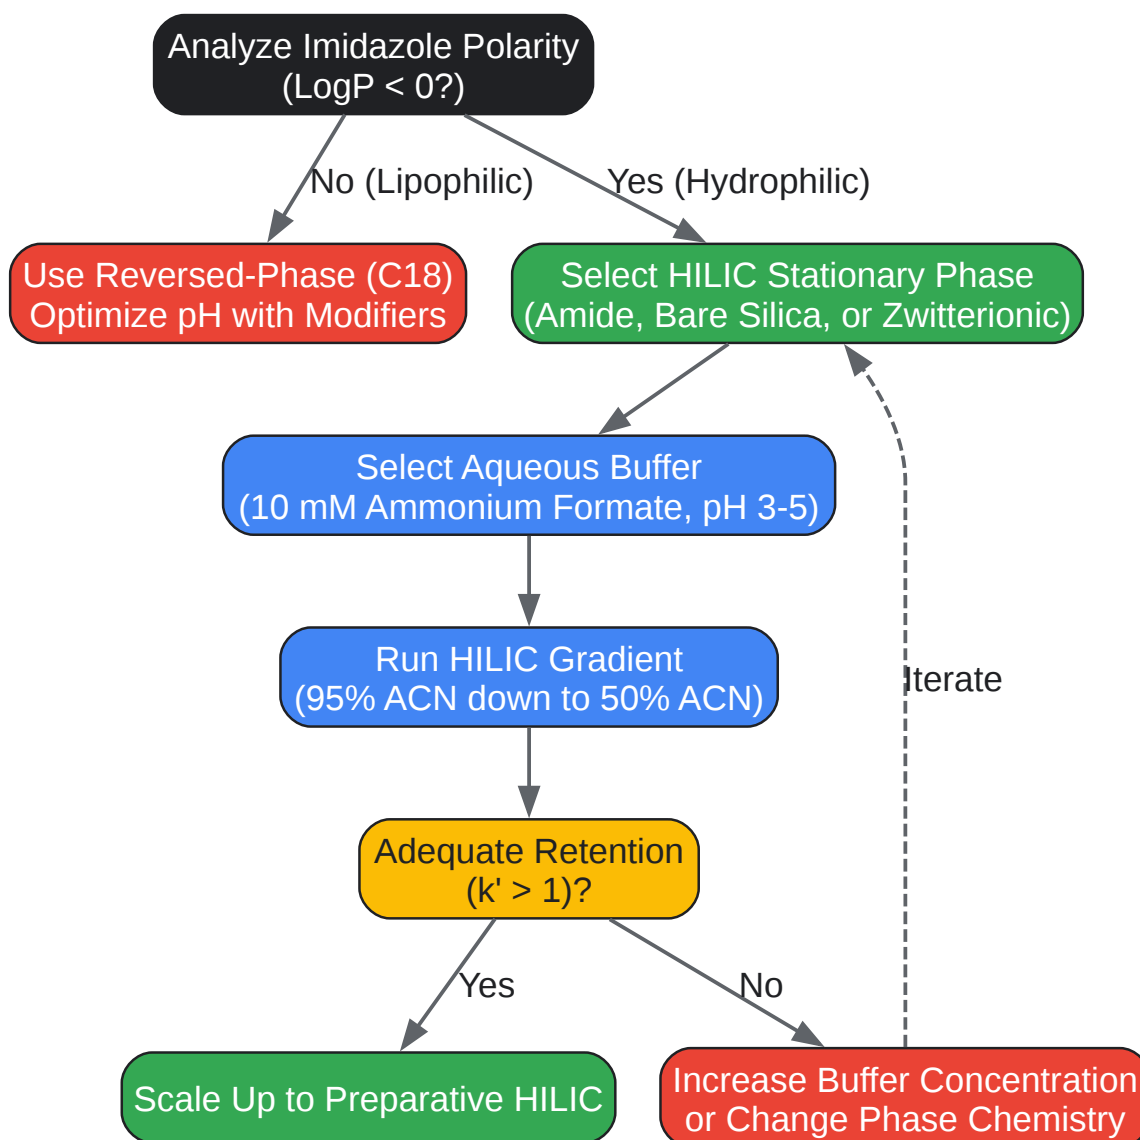 Analyze Imidazole Polarity
(LogP < 0?)
No (Lipophilic)
Yes (Hydrophilic)
Use Reversed-Phase (C18)
Optimize pH with Modifiers
Select HILIC Stationary Phase
(Amide, Bare Silica, or Zwitterionic)
Select Aqueous Buffer
(10 mM Ammonium Formate, pH 3-5)
Run HILIC Gradient
(95% ACN down to 50% ACN)
Iterate
Adequate Retention
(k' > 1)?
Yes
No
Scale Up to Preparative HILIC
Increase Buffer Concentration
or Change Phase Chemistry